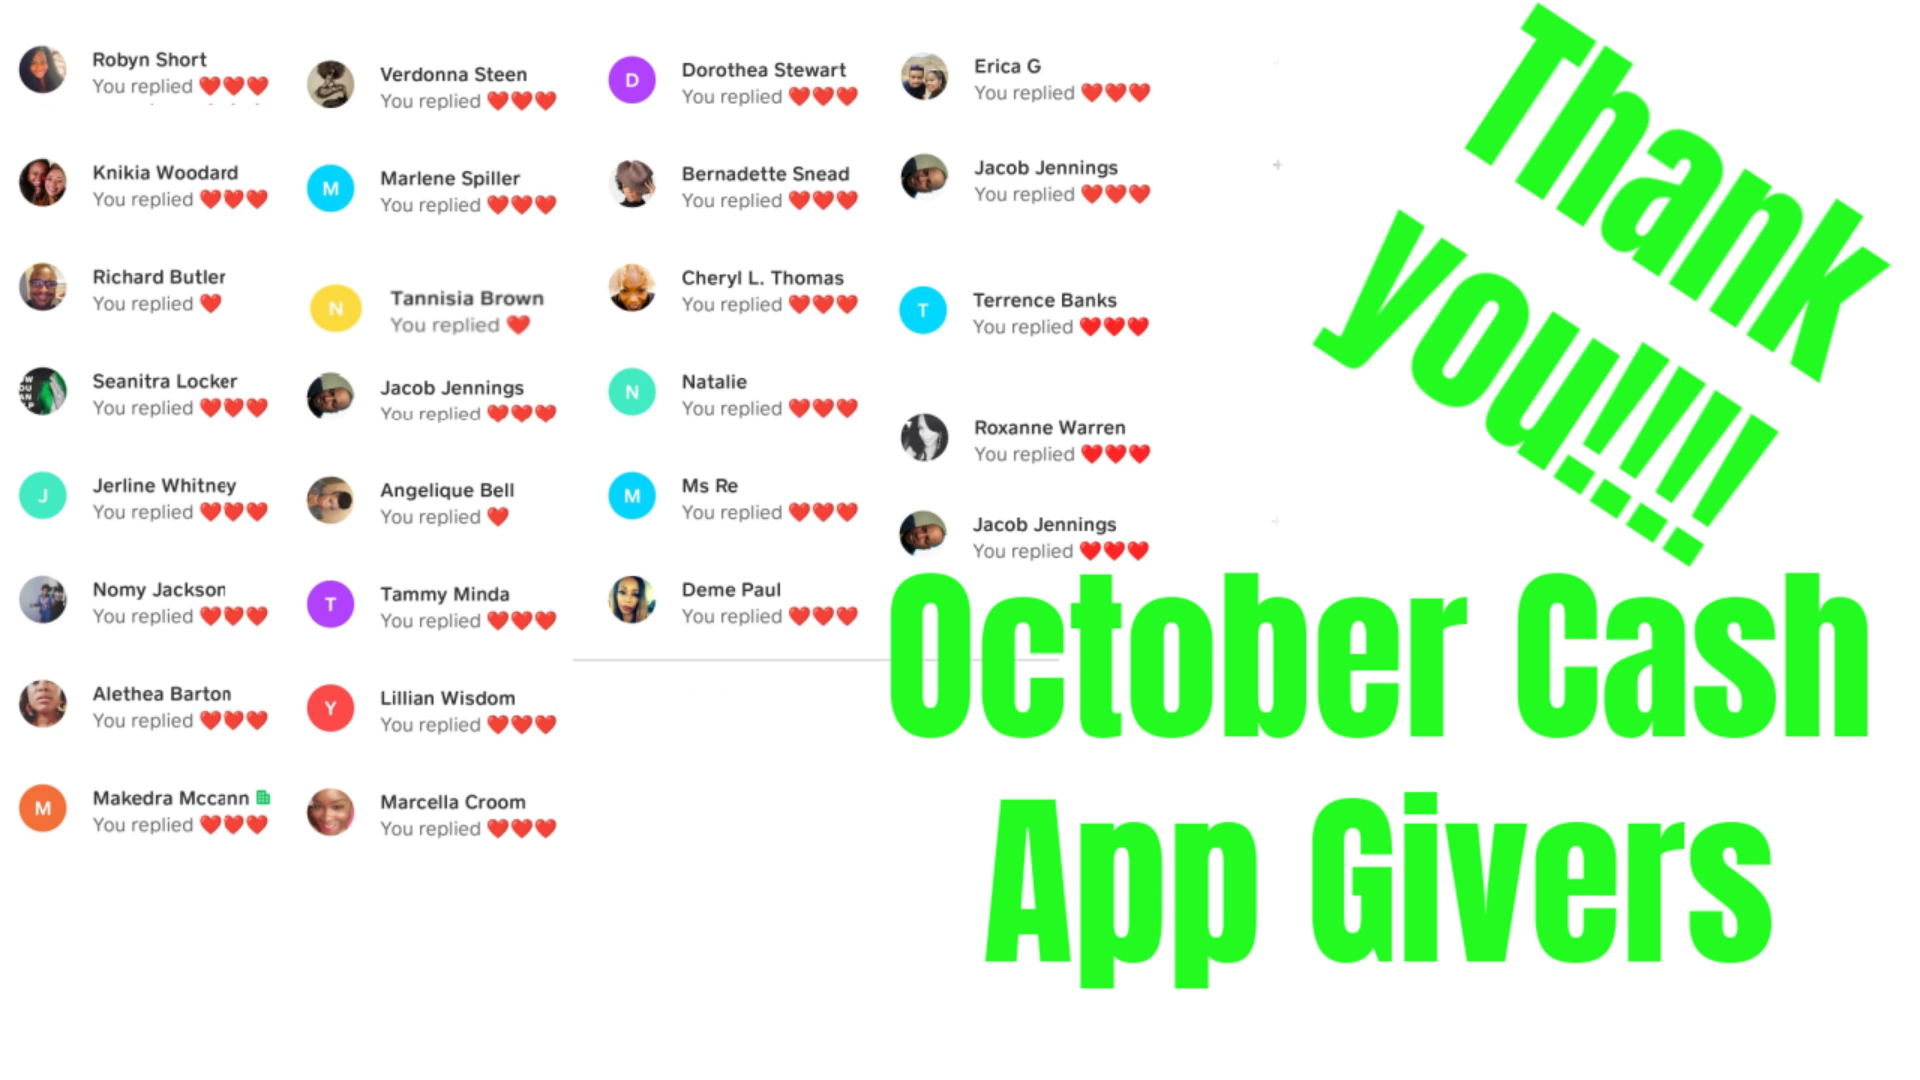 Robyn Short
You replied ❤️❤️❤️
Knikia Woodard
You replied ❤️❤️❤️
Richard Butler
You replied ❤️
Seanitra Locker
You replied ❤️❤️❤️
J
Jerline Whitney
You replied ❤️❤️❤️
Nomy Jackson
You replied ❤️❤️❤️
Alethea Barton
You replied ❤️❤️❤️
M
Makedra Mccann
You replied ❤️❤️❤️
Verdonna Steen
You replied ❤️❤️❤️
M
Marlene Spiller
You replied ❤️❤️❤️
N
Tannisia Brown
You replied ❤️
Jacob Jennings
You replied ❤️❤️❤️
Angelique Bell
You replied ❤️
T
Tammy Minda
You replied ❤️❤️❤️
Y
Lillian Wisdom
You replied ❤️❤️❤️
Marcella Croom
You replied ❤️❤️❤️
D
Dorothea Stewart
You replied ❤️❤️❤️
Bernadette Snead
You replied ❤️❤️❤️
Cheryl L. Thomas
You replied ❤️❤️❤️
N
Natalie
You replied ❤️❤️❤️
M
Ms Re
You replied ❤️❤️❤️
Deme Paul
You replied ❤️❤️❤️
Erica G
You replied ❤️❤️❤️
Jacob Jennings
You replied ❤️❤️❤️
T
Terrence Banks
You replied ❤️❤️❤️
Roxanne Warren
You replied ❤️❤️❤️
Jacob Jennings
You replied ❤️❤️❤️
Thank
you!!!!
October Cash
App Givers